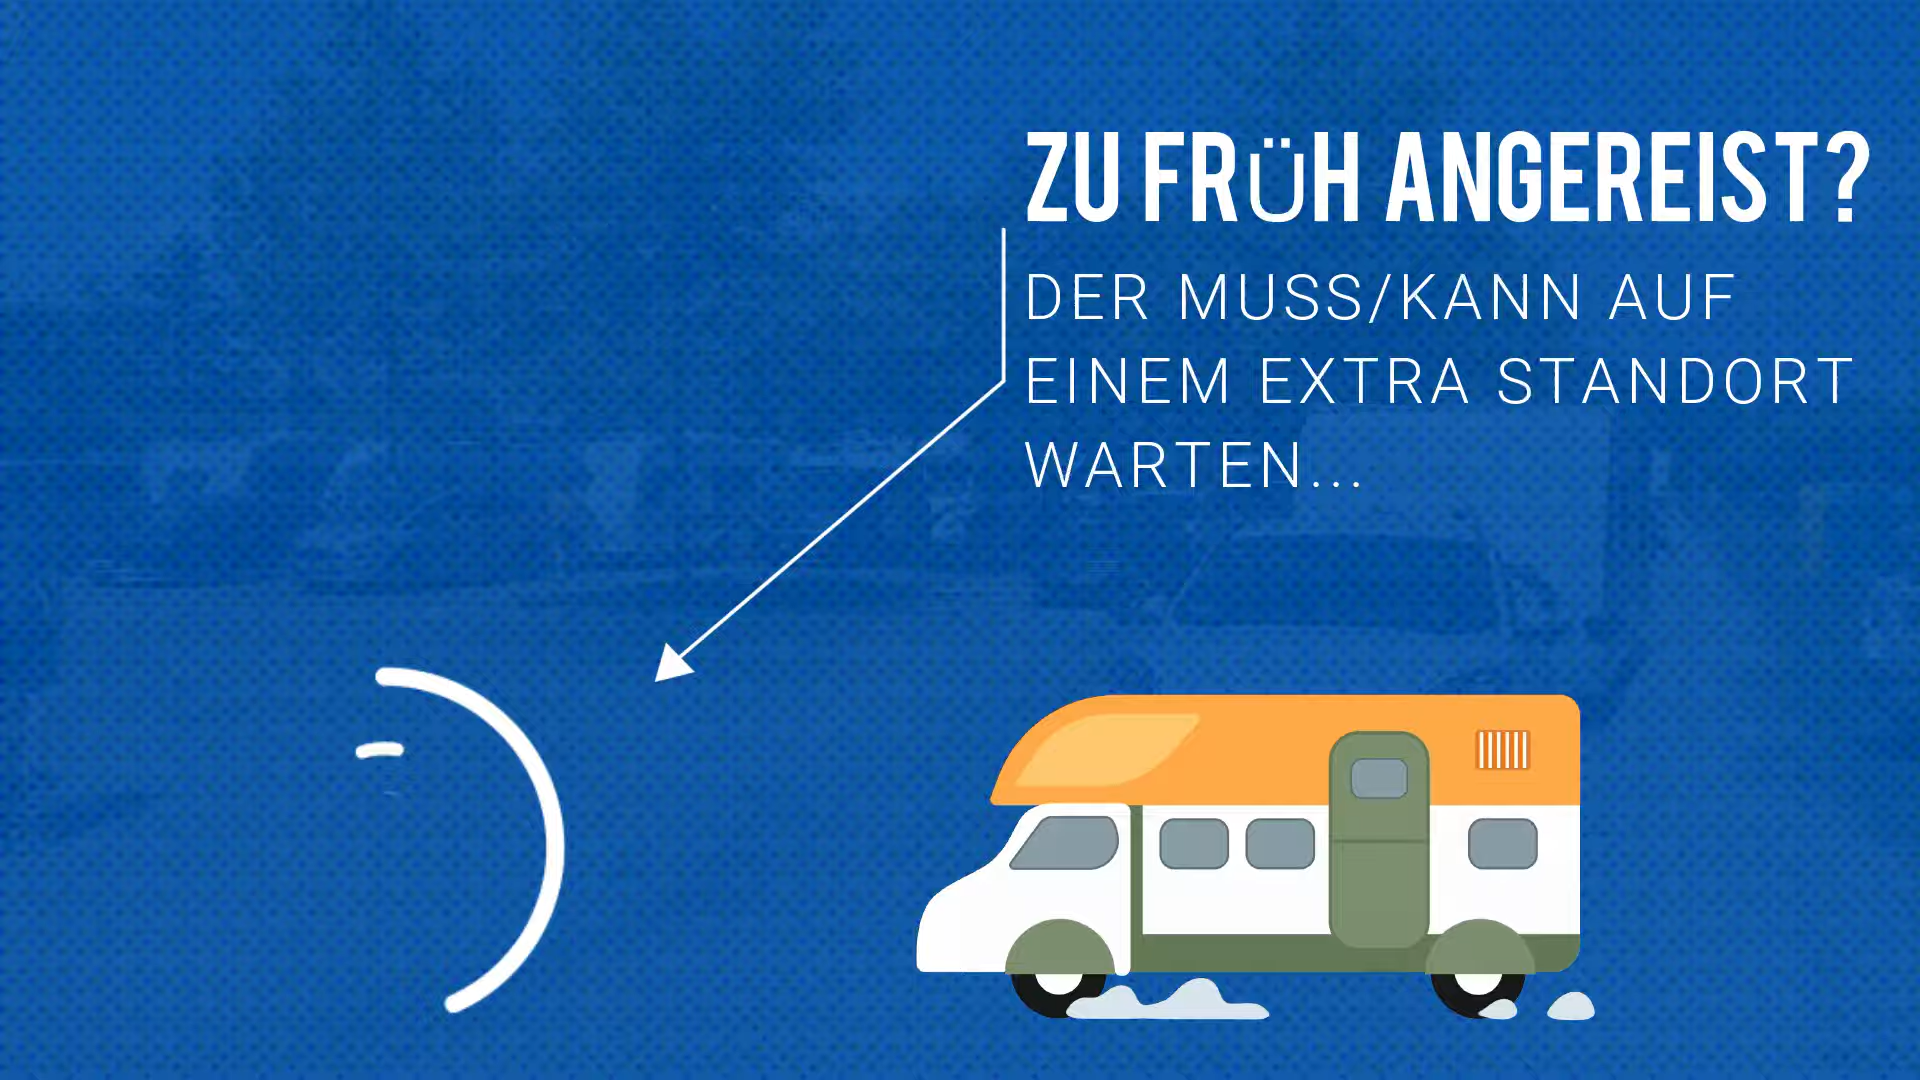 ZU FRÜH ANGEREIST?
DER MUSS/KANN AUF
EINEM EXTRA STANDORT
WARTEN...